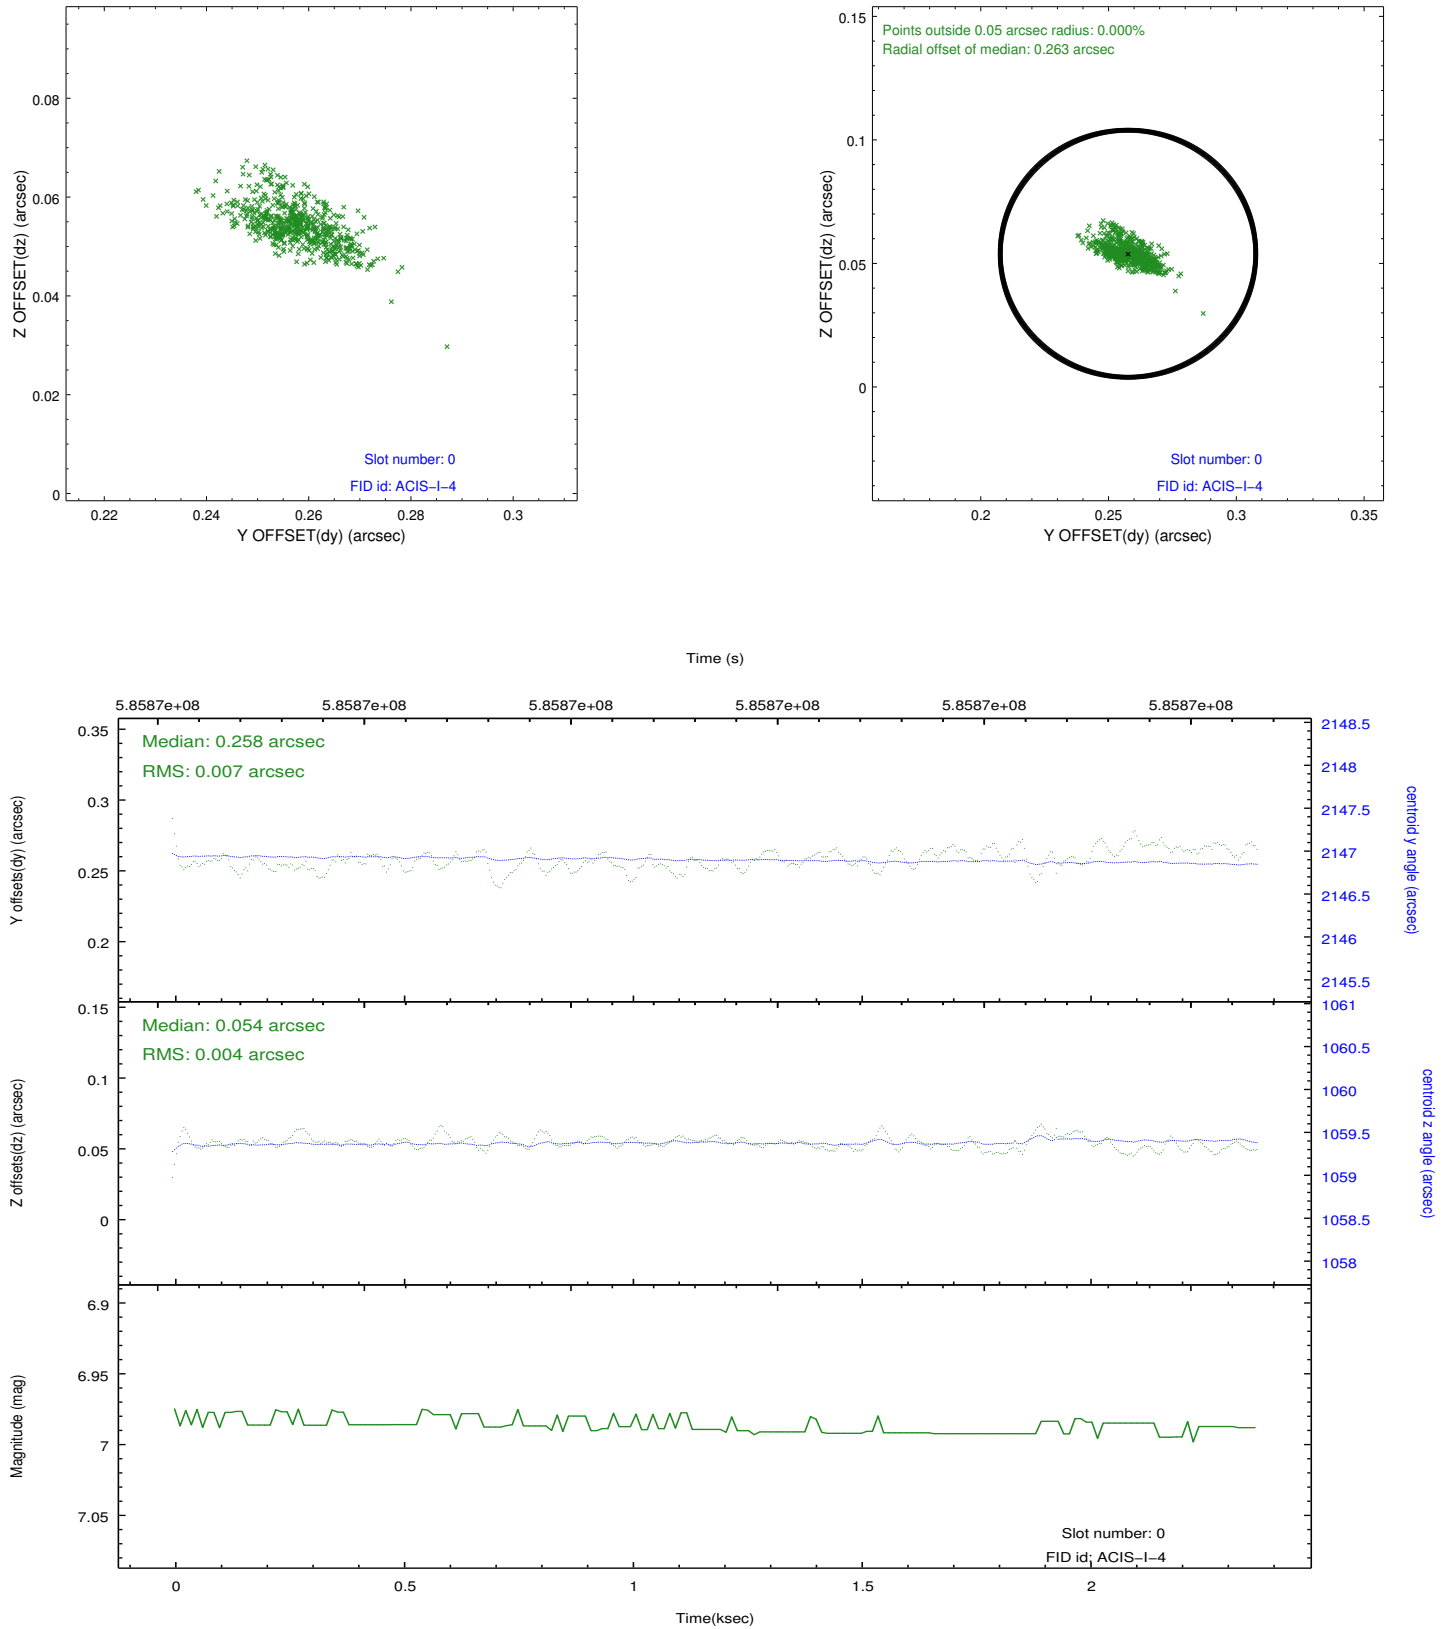 0.08
0.06
0.04
0.02
0
Z OFFSET(dz) (arcsec)
0.22 0.24 0.26 0.28 0.3
Y OFFSET(dy) (arcsec)
Slot number: 0
FID id: ACIS−I−4
Points outside 0.05 arcsec radius: 0.000%
Radial offset of median: 0.263 arcsec
0.15
0.1
0.05
0
Z OFFSET(dz) (arcsec)
0.2 0.25 0.3 0.35
Y OFFSET(dy) (arcsec)
Slot number: 0
FID id: ACIS−I−4
Time (s)
5.8587e+08 5.8587e+08 5.8587e+08 5.8587e+08 5.8587e+08 5.8587e+08
Median: 0.258 arcsec
RMS: 0.007 arcsec
0.35
0.3
0.25
0.2
Y offsets(dy) (arcsec)
2148.5
2148
2147.5
2147
2146.5
2146
2145.5
centroid y angle (arcsec)
Median: 0.054 arcsec
RMS: 0.004 arcsec
0.15
0.1
0.05
0
Z offsets(dz) (arcsec)
1061
1060.5
1060
1059.5
1059
1058.5
1058
centroid z angle (arcsec)
6.9
6.95
7
7.05
Magnitude (mag)
Slot number: 0
FID id: ACIS−I−4
0 0.5 1 1.5 2
Time(ksec)